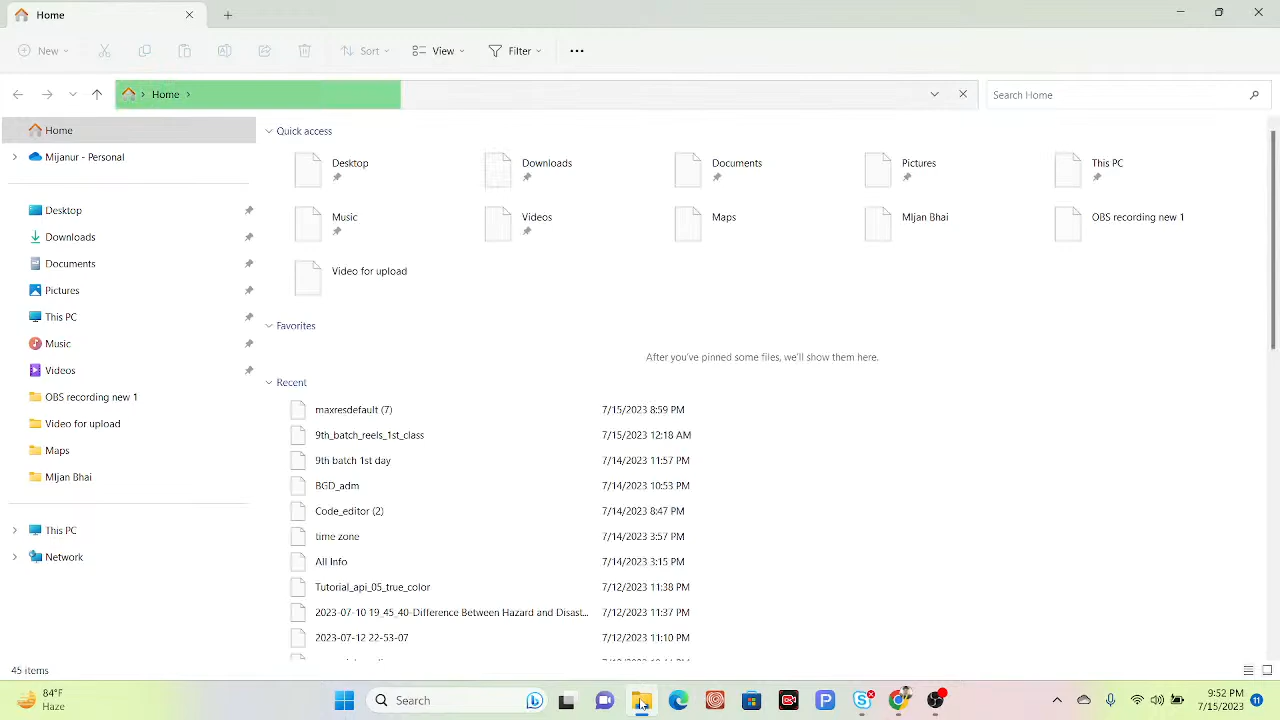 Home
New
Sort
View
Filter
Home
Search Home
Home
Mijanur - Personal
Desktop
Downloads
Documents
Pictures
This PC
Music
Videos
OBS recording new 1
Video for upload
Maps
MIjan Bhai
This PC
Network
Quick access
Desktop
Downloads
Documents
Pictures
This PC
Music
Videos
Maps
MIjan Bhai
OBS recording new 1
Video for upload
Favorites
After you've pinned some files, we'll show them here.
Recent
maxresdefault (7) 7/15/2023 8:59 PM
9th_batch_reels_1st_class 7/15/2023 12:18 AM
9th batch 1st day 7/14/2023 11:57 PM
BGD_adm 7/14/2023 10:53 PM
Code_editor (2) 7/14/2023 8:47 PM
time zone 7/14/2023 3:57 PM
All Info 7/14/2023 3:15 PM
Tutorial_api_05_true_color 7/12/2023 11:38 PM
2023-07-10 19_45_40-Difference Between Hazard and Disast... 7/12/2023 11:37 PM
2023-07-12 22-53-07 7/12/2023 11:10 PM
45 items
84°F
Haze
Search
9:52 PM
7/15/2023
11